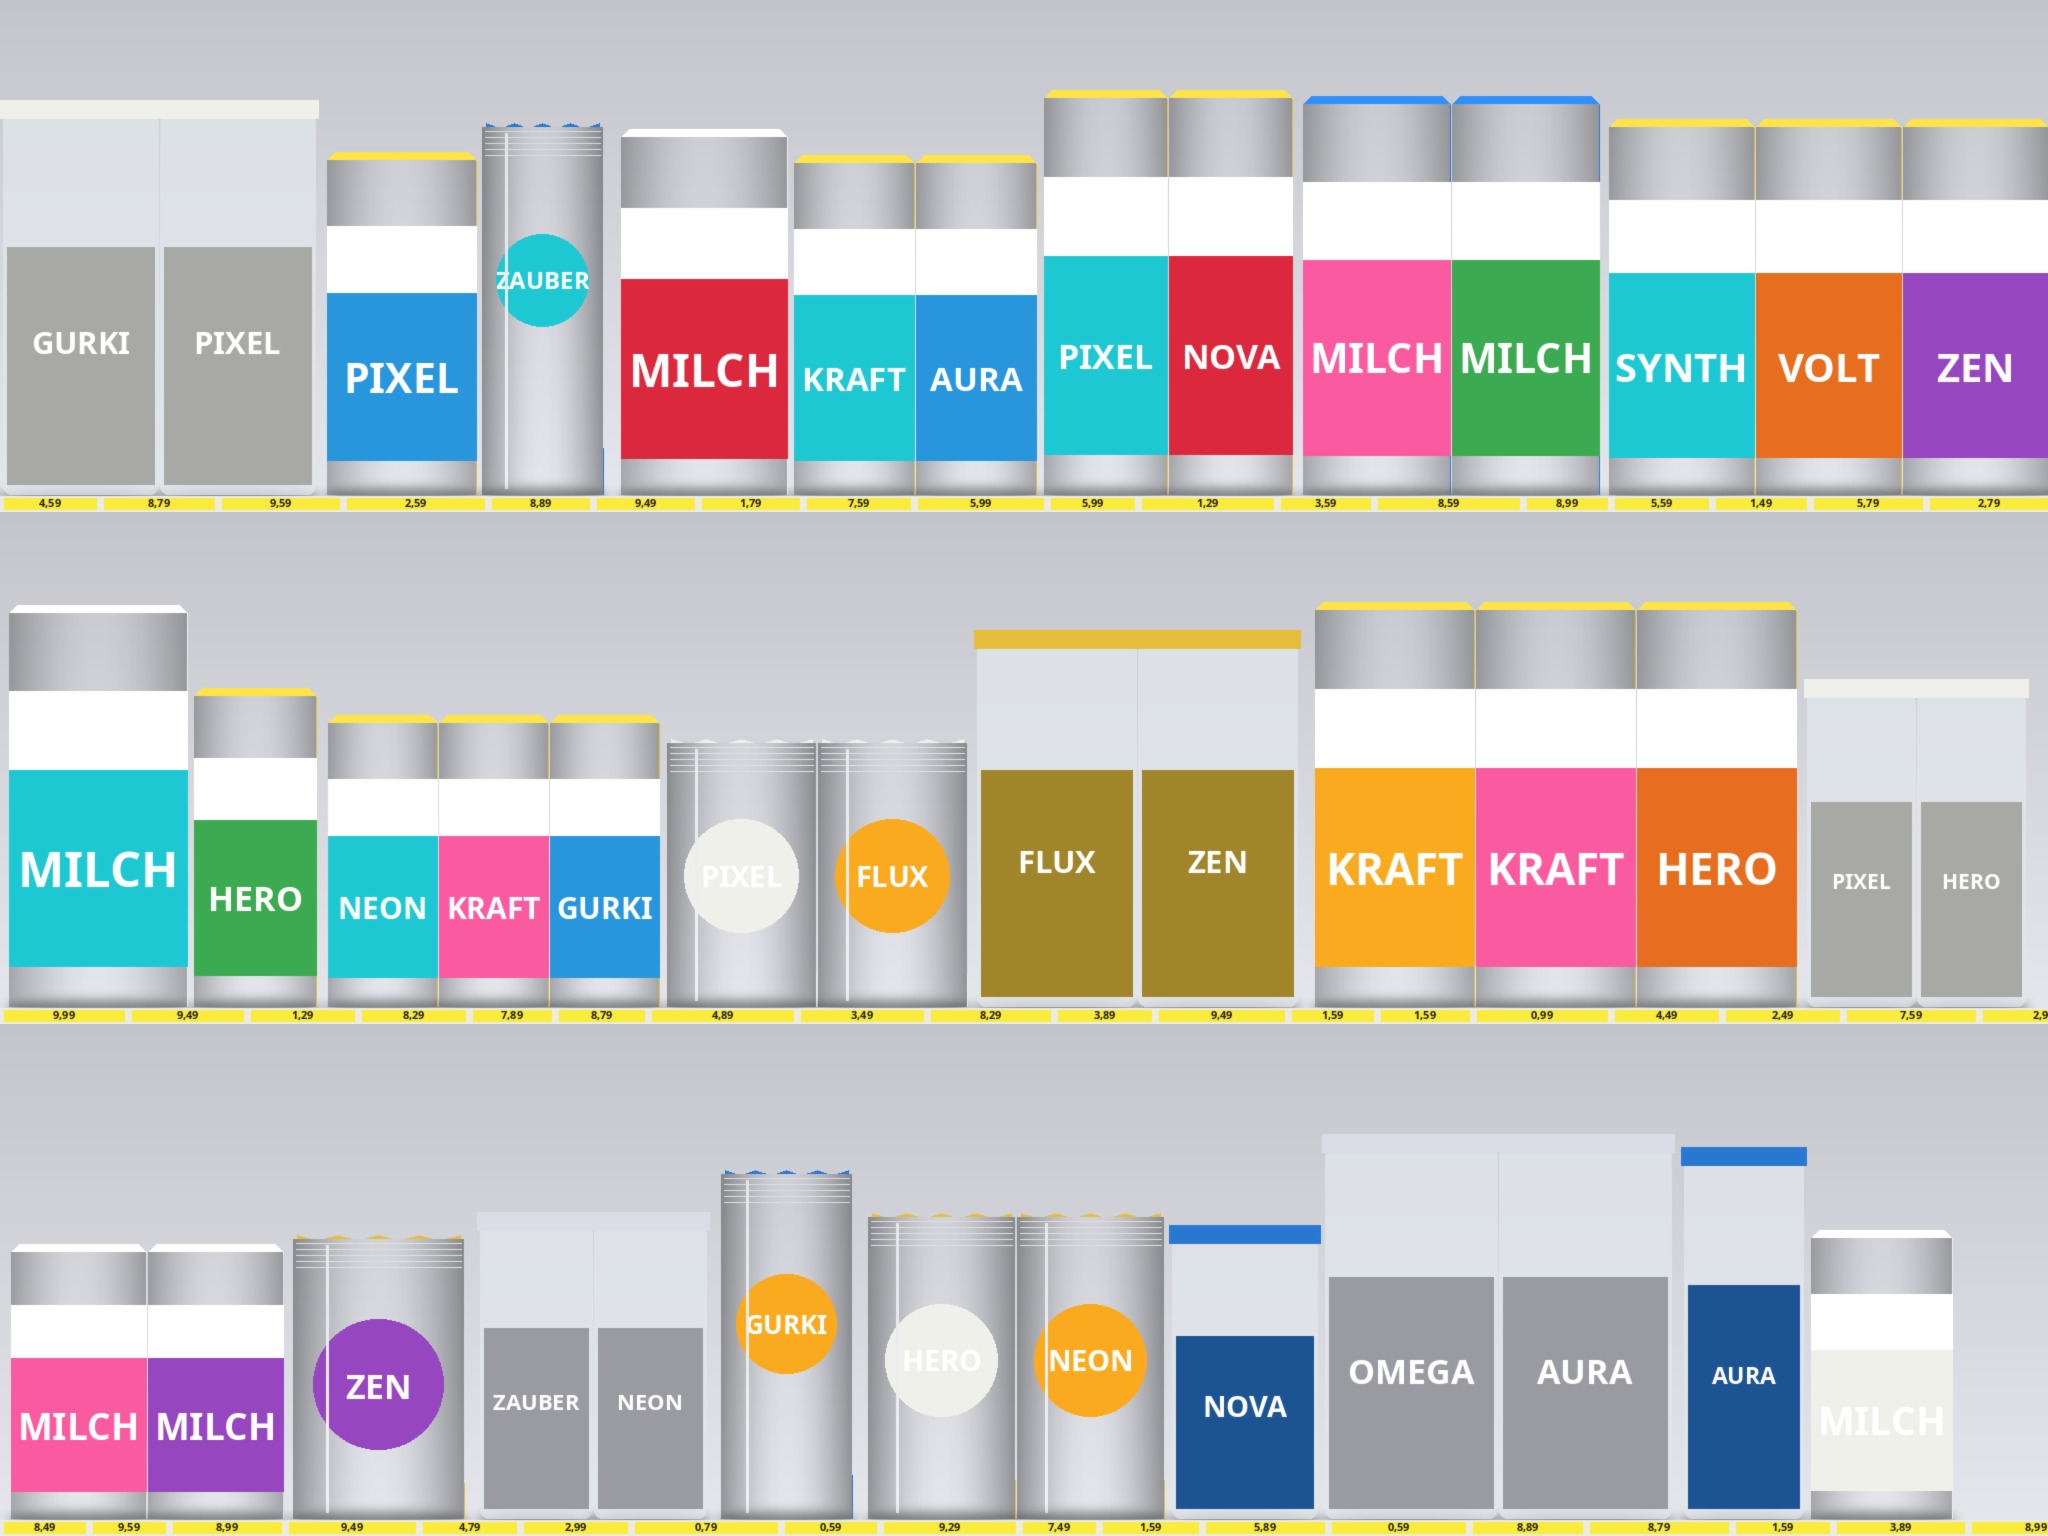 GURKI PIXEL PIXEL ZAUBER MILCH KRAFT AURA PIXEL NOVA MILCH MILCH SYNTH VOLT ZEN
4,59 8,79 9,59 2,59 8,89 9,49 1,79 7,59 5,99 5,99 1,29 3,59 8,59 8,99 5,59 1,49 5,79 2,79
MILCH HERO NEON KRAFT GURKI PIXEL FLUX FLUX ZEN KRAFT KRAFT HERO PIXEL HERO
9,99 9,49 1,29 8,29 7,89 8,79 4,89 3,49 8,29 3,89 9,49 1,59 1,59 0,99 4,49 2,49 7,59
MILCH MILCH ZEN ZAUBER NEON GURKI HERO NEON NOVA OMEGA AURA AURA MILCH
8,49 9,59 8,99 9,49 4,79 2,99 0,79 0,59 9,29 7,49 1,59 5,89 0,59 8,89 8,79 1,59 3,89 8,99